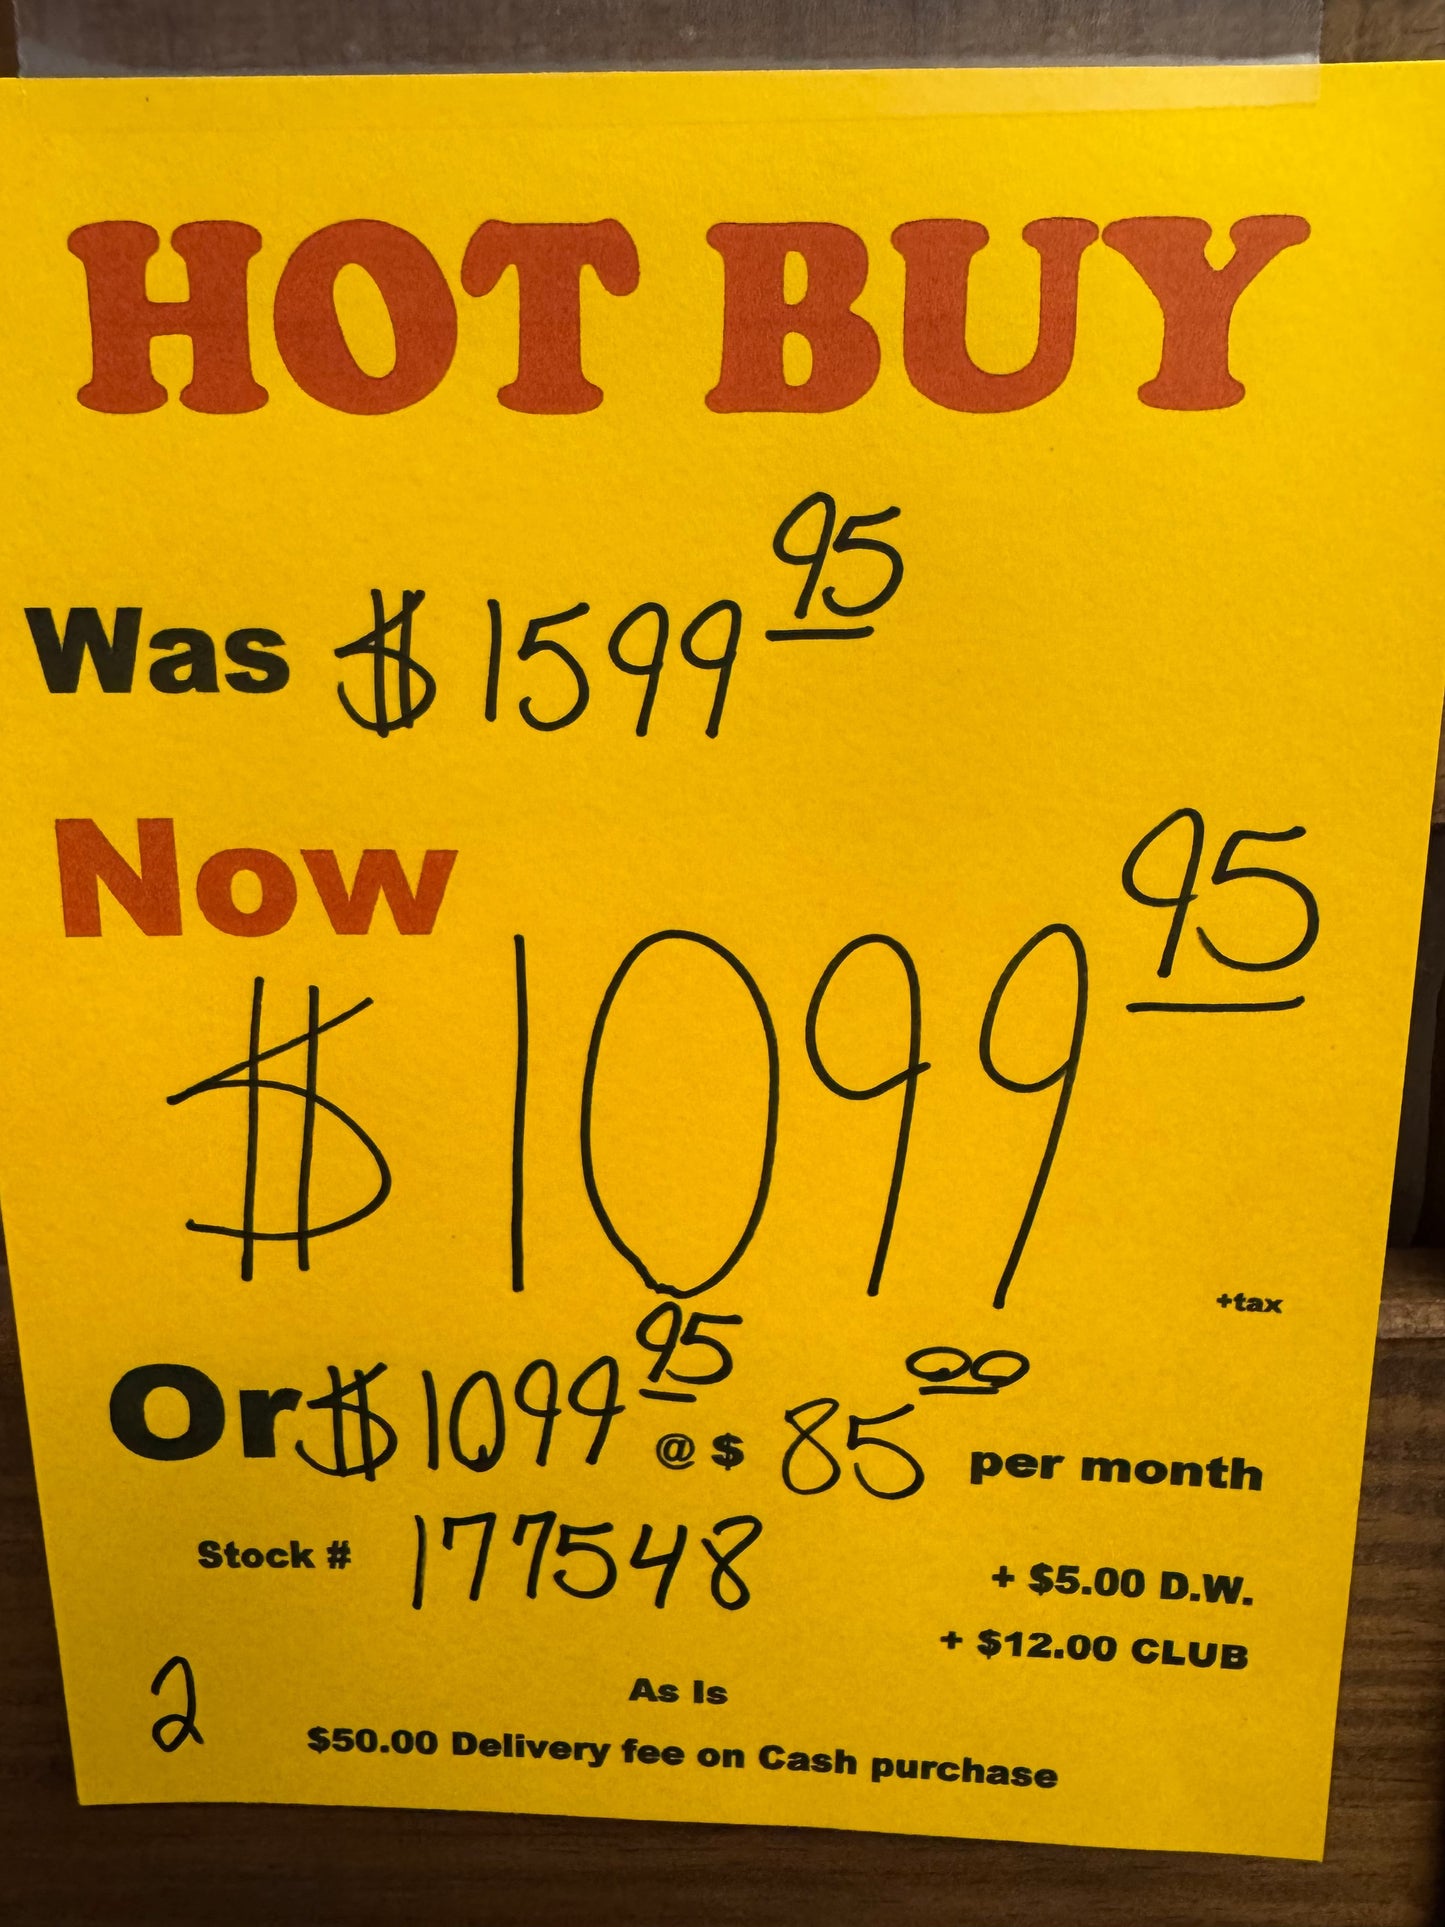 HOT BUY
Was $1599 95
Now
$1099 95
+tax
Or $1099 95 @ $ 85 00 per month
Stock # 177548
+ $5.00 D.W.
+ $12.00 CLUB
2
As Is
$50.00 Delivery fee on Cash purchase